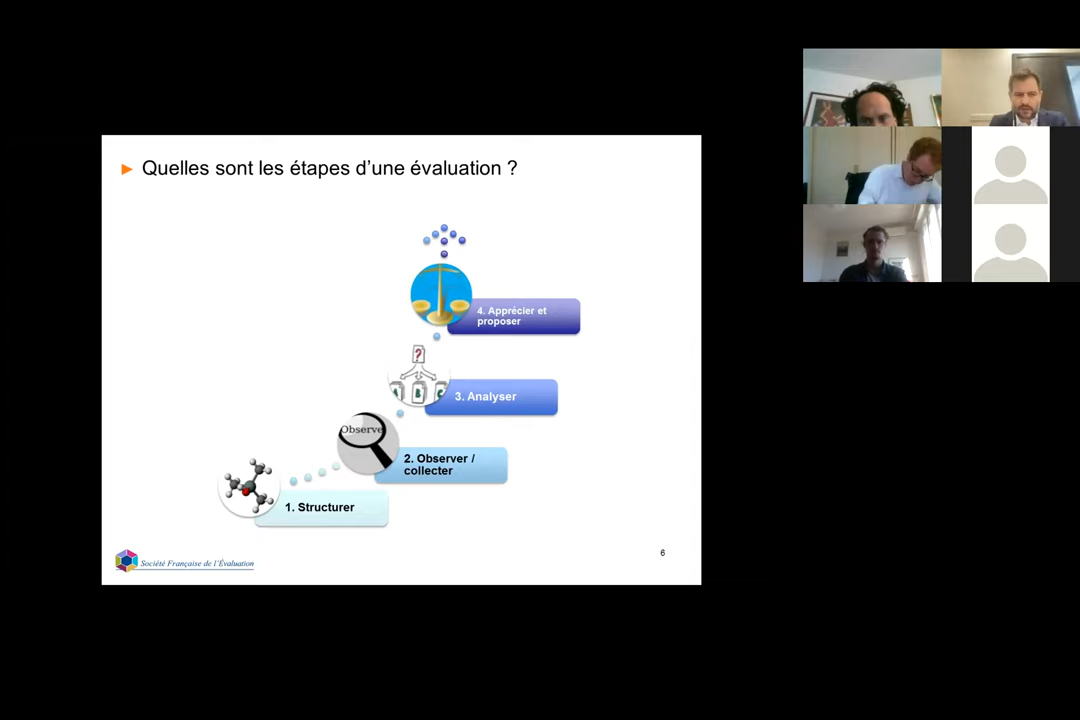 Quelles sont les étapes d'une évaluation ?
4. Apprécier et
proposer
?
A B C
3. Analyser
Observe
2. Observer /
collecter
1. Structurer
Société Française de l'Évaluation
6